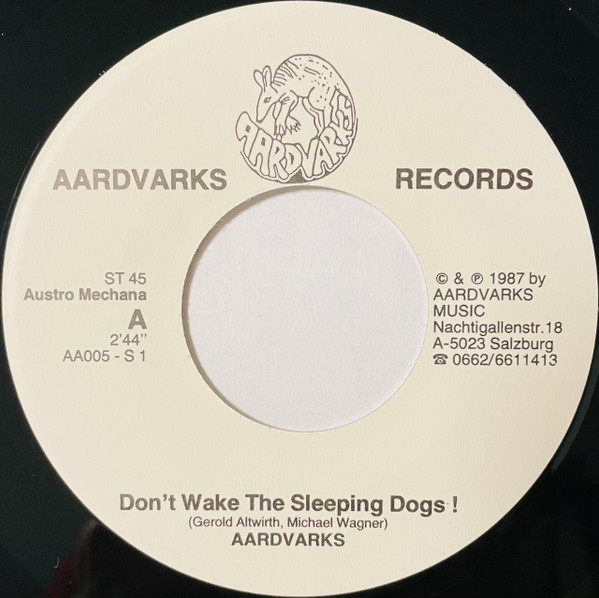 AARDVARKS
AARDVARKS RECORDS
ST 45
Austro Mechana
A
2'44"
AA005 - S 1
© & ℗ 1987 by
AARDVARKS
MUSIC
Nachtigallenstr.18
A-5023 Salzburg
☎ 0662/6611413
Don't Wake The Sleeping Dogs !
(Gerold Altwirth, Michael Wagner)
AARDVARKS